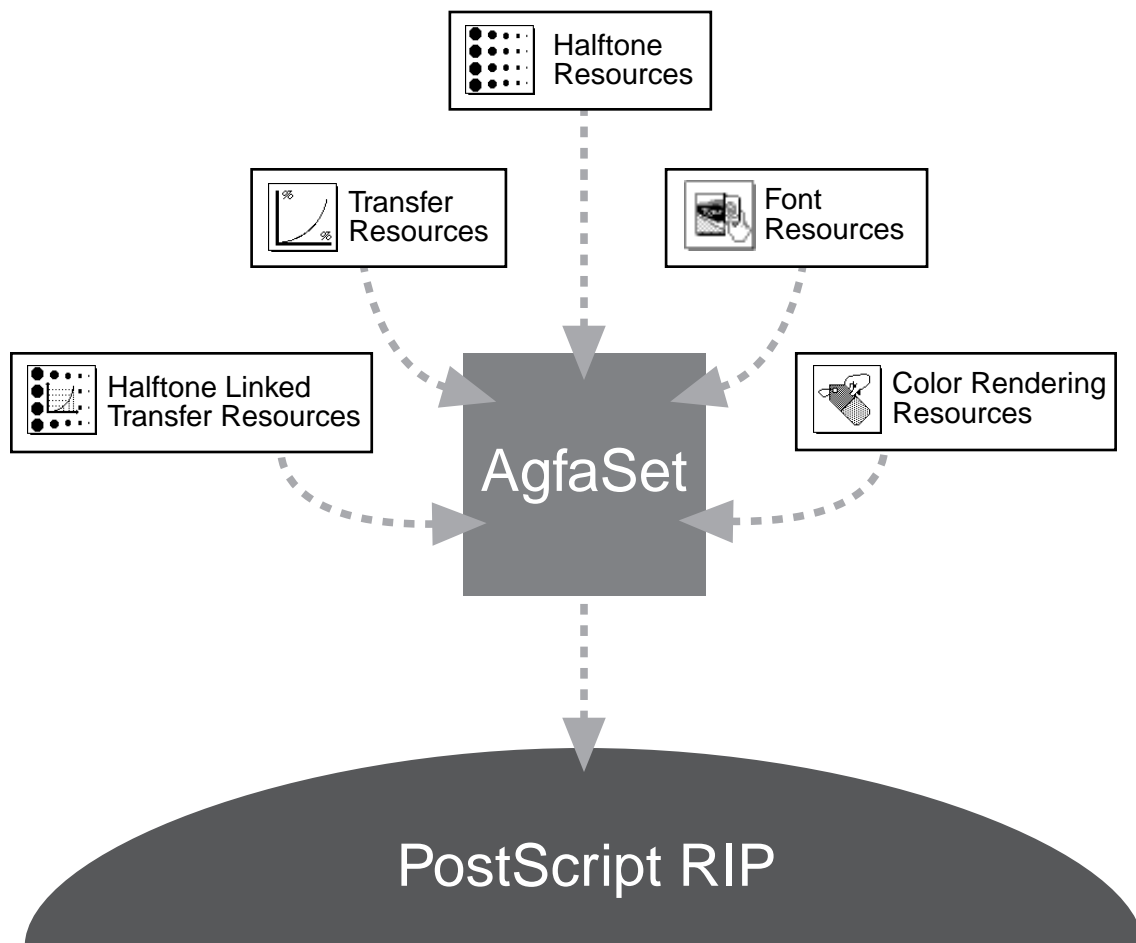 Halftone
Resources
% Transfer
% Resources
Font
Resources
Halftone Linked
Transfer Resources
Color Rendering
Resources
AgfaSet
PostScript RIP